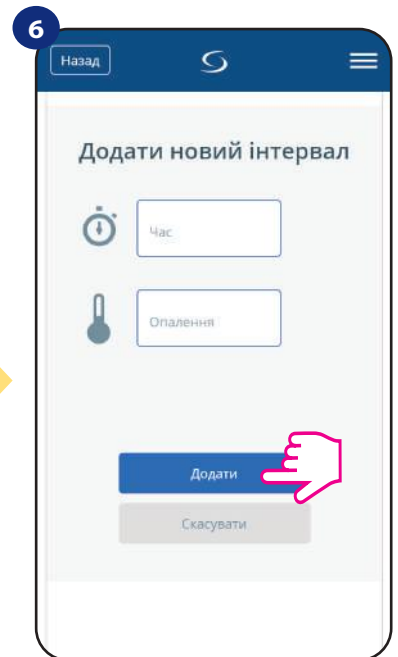 6
Назад
Додати новий інтервал
Час
Опалення
Додати
Скасувати